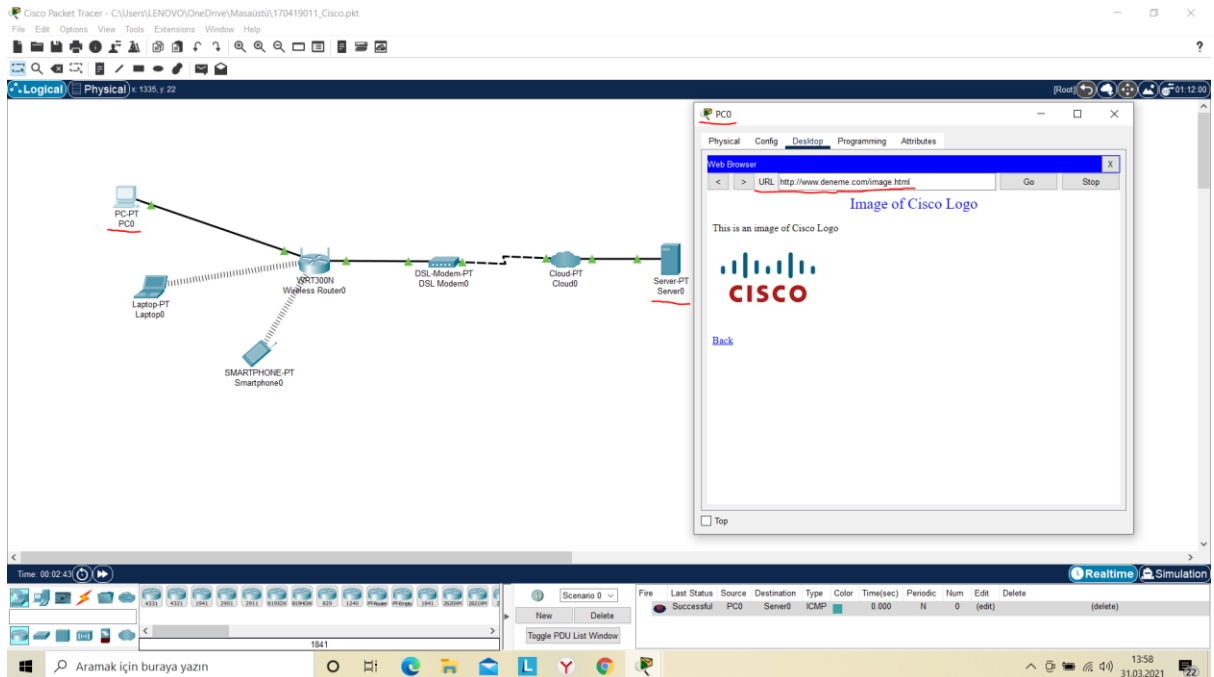 Cisco Packet Tracer - C:\Users\LENOVO\OneDrive\Masaüstü\170419011_Cisco.pkt
File Edit Options View Tools Extensions Window Help
?
Logical Physical x: 1335, y: 22
[Root] 01:12:00
PC-PT
PC0
Laptop-PT
Laptop0
WRT300N
Wireless Router0
SMARTPHONE-PT
Smartphone0
DSL-Modem-PT
DSL Modem0
Cloud-PT
Cloud0
Server-PT
Server0
PC0
Physical Config Desktop Programming Attributes
Web Browser X
< > URL http://www.deneme.com/image.html Go Stop
Image of Cisco Logo
This is an image of Cisco Logo
CISCO
Back
Top
Time: 00:02:43
Realtime Simulation
4331 4321 1941 2901 2911 819IOX 819HGW 829 1240 PT-Router PT-Empty 1841 2620XM 2621XM
1841
Scenario 0
New Delete
Toggle PDU List Window
Fire Last Status Source Destination Type Color Time(sec) Periodic Num Edit Delete
Successful PC0 Server0 ICMP 0.000 N 0 (edit) (delete)
Aramak için buraya yazın
L Y
13:58
31.03.2021
22